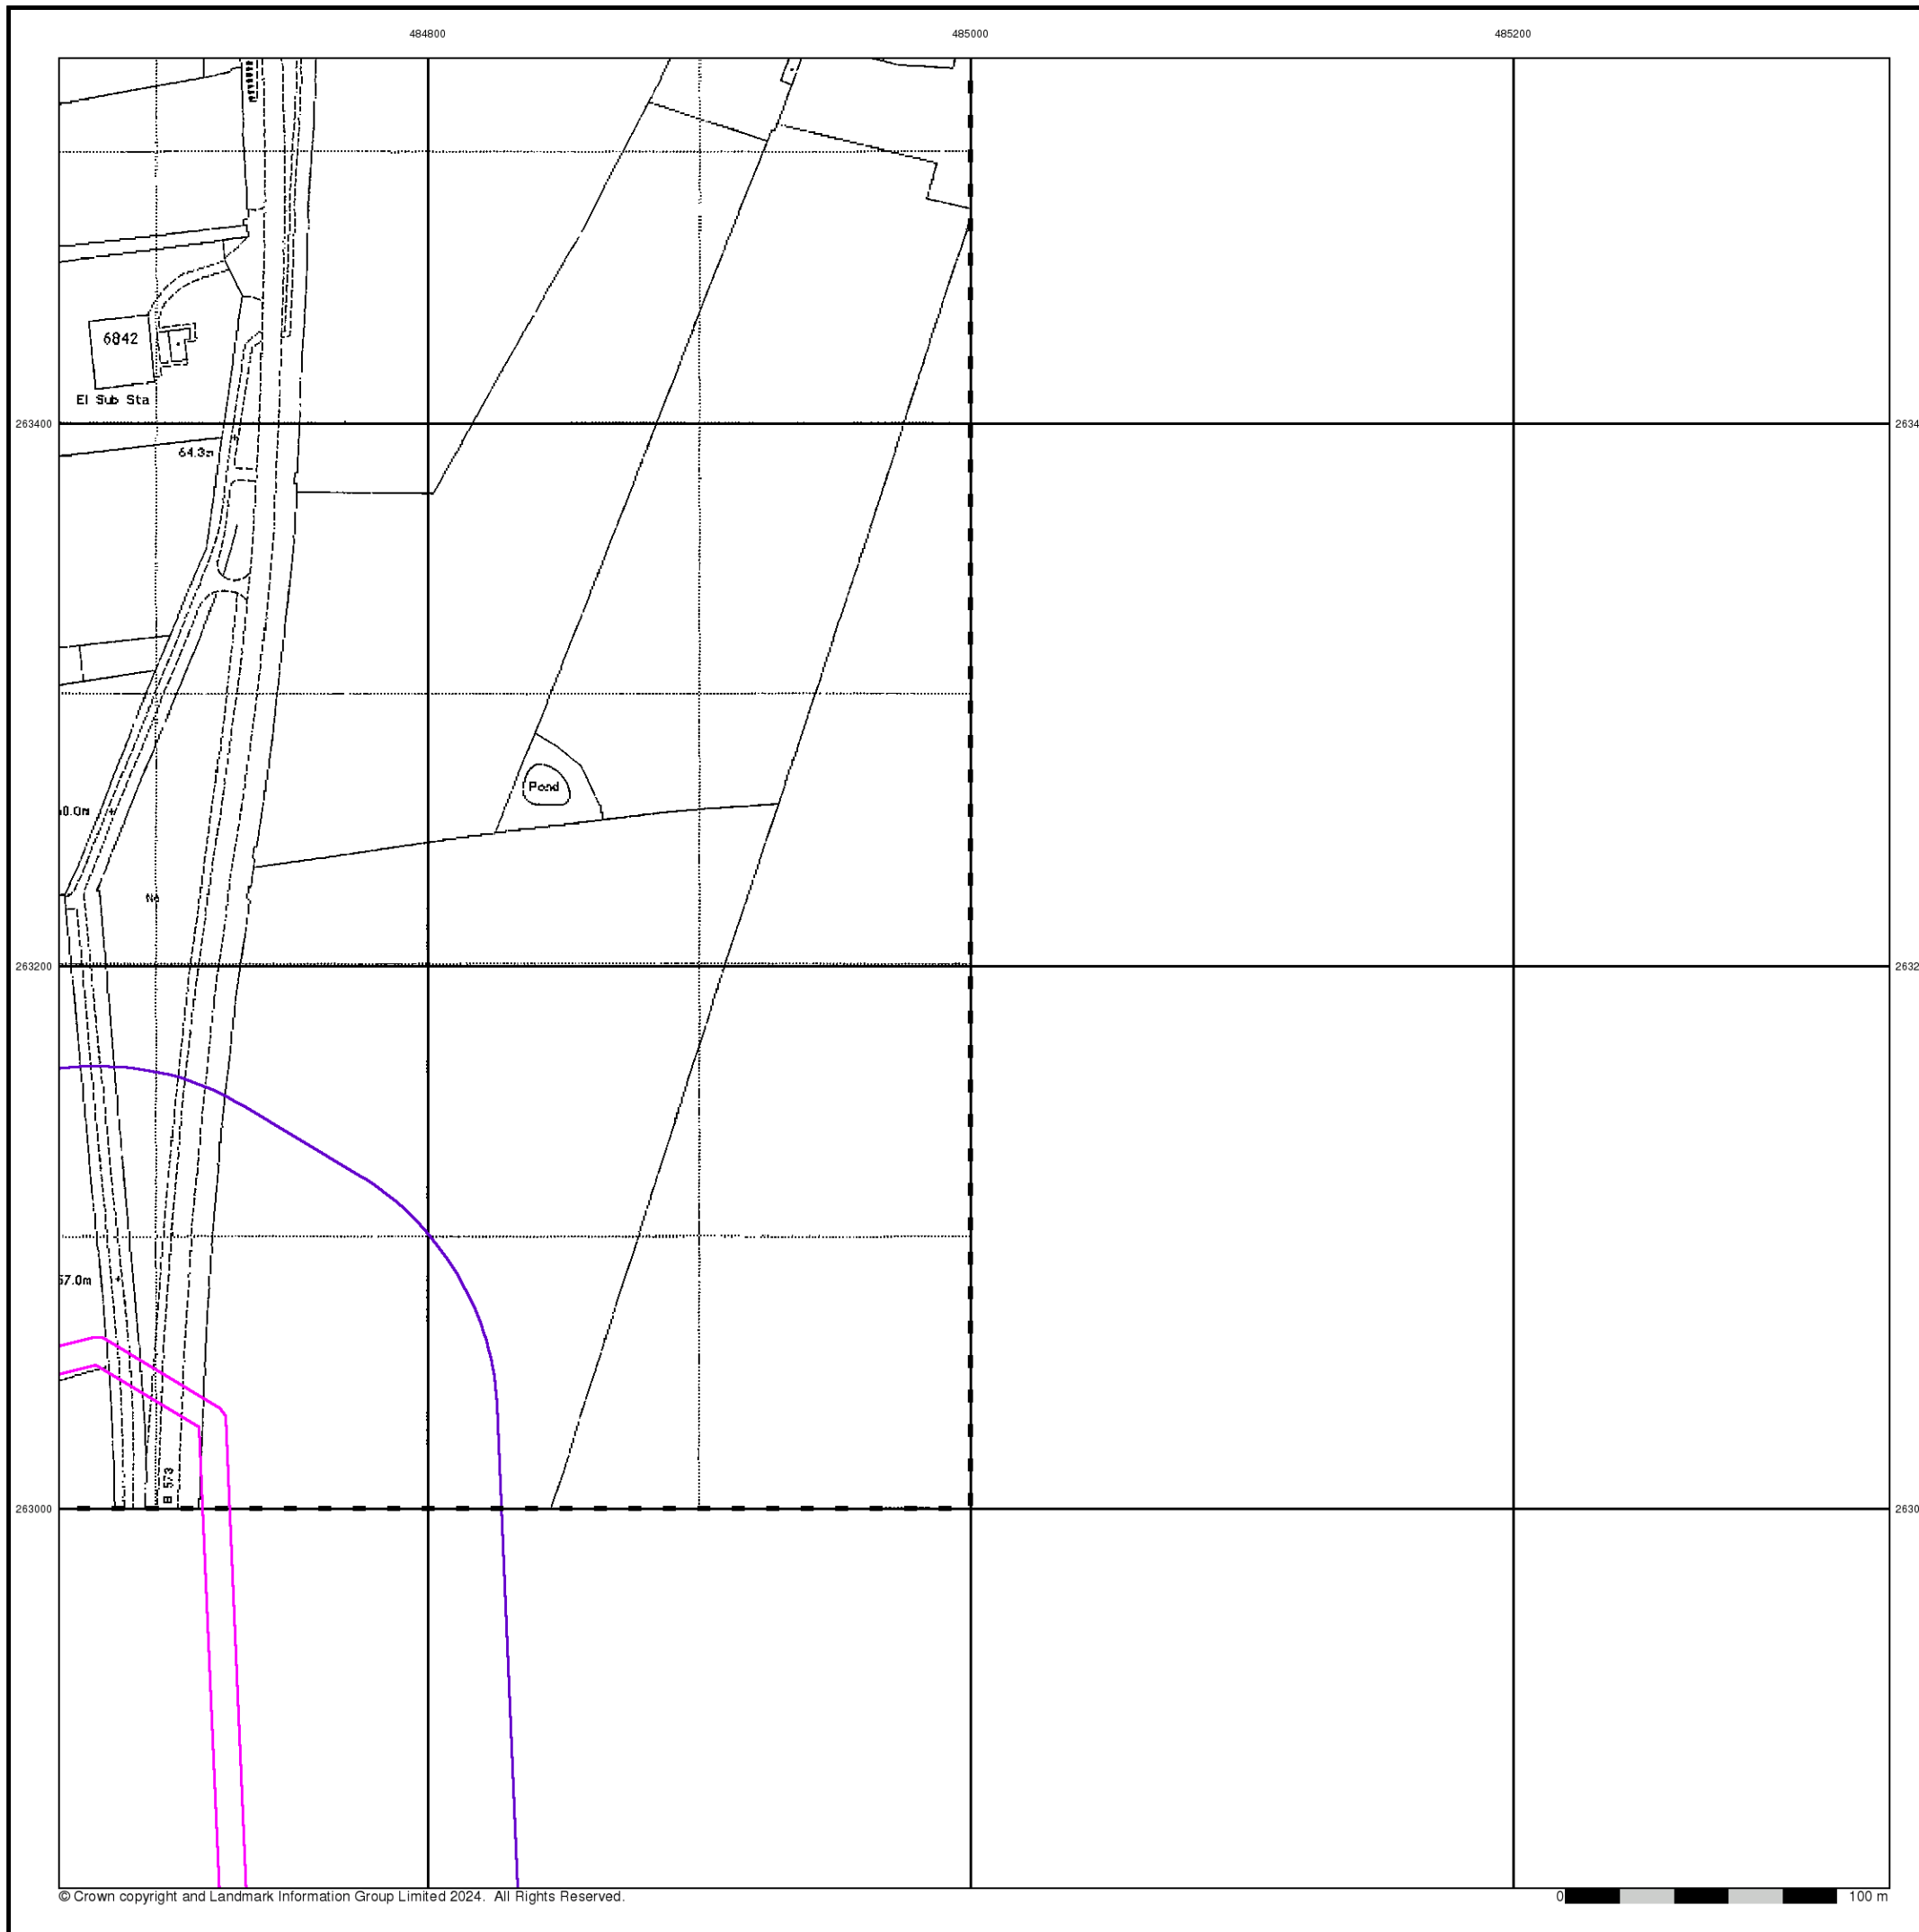 484800 485000 485200
6842
El Sub Sta
263400 2634
64.3m
Pond
0.0m
263200 2632
57.0m
B 573
263000 2630
© Crown copyright and Landmark Information Group Limited 2024. All Rights Reserved.
0 100 m